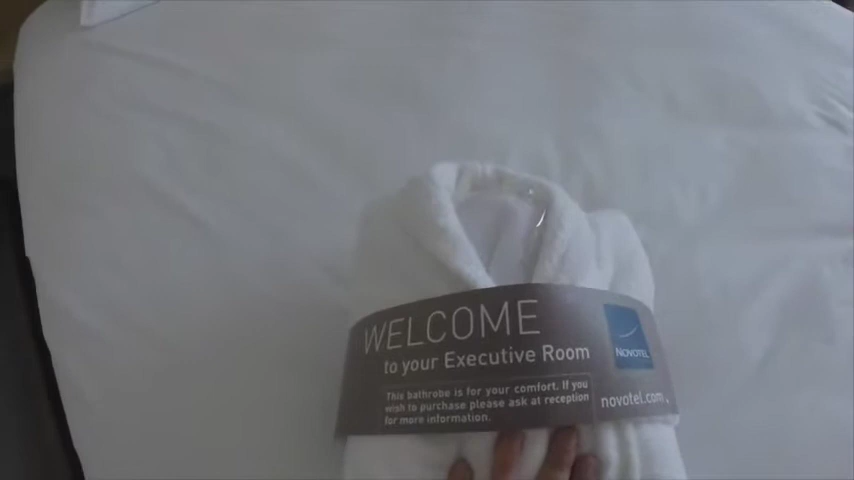 WELCOME
to your Executive Room
This bathrobe is for your comfort. If you
wish to purchase please ask at reception
for more information.
NOVOTEL
novotel.com